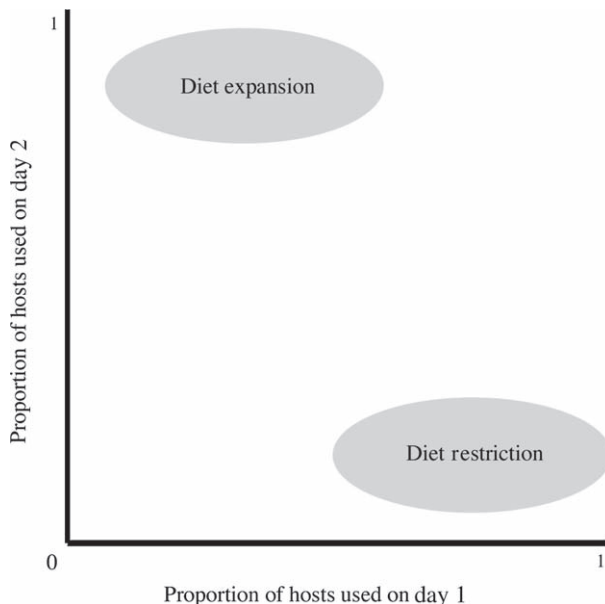 1
Diet expansion
Proportion of hosts used on day 2
Diet restriction
0
1
Proportion of hosts used on day 1